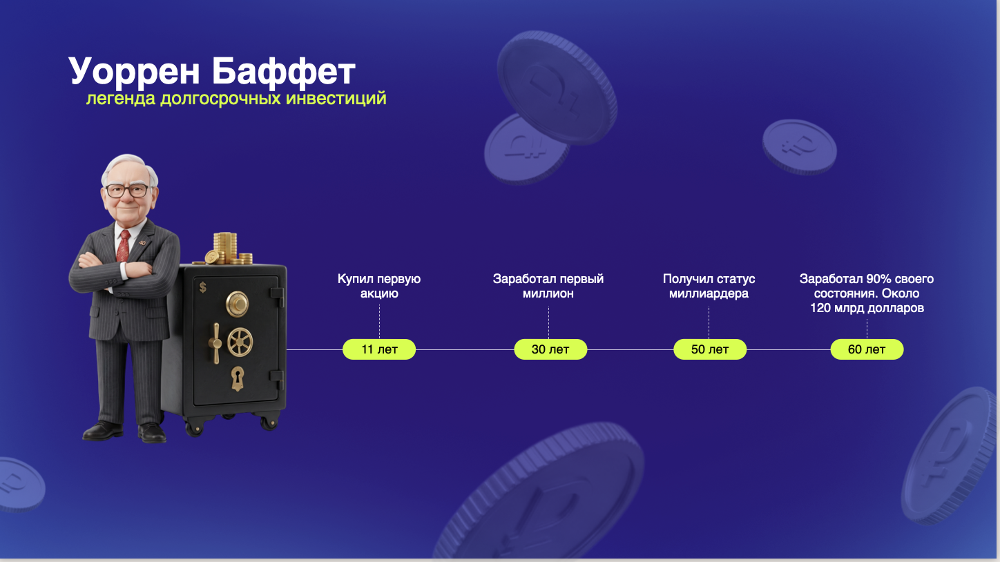 Уоррен Баффет
легенда долгосрочных инвестиций
40
$
Купил первую
акцию
Заработал первый
миллион
Получил статус
миллиардера
Заработал 90% своего
состояния. Около
120 млрд долларов
11 лет
30 лет
50 лет
60 лет